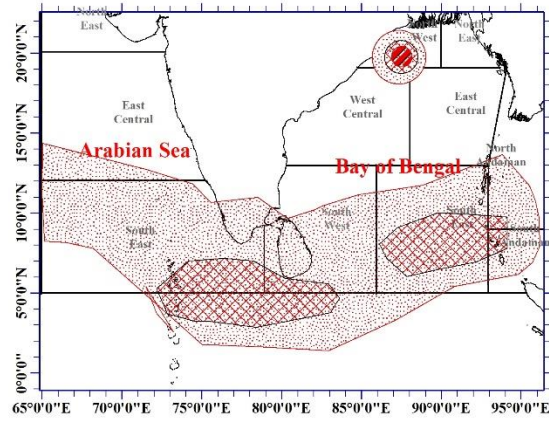 North
East
South
West
North
East
20°0'0"N
East
Central
West
Central
East
Central
15°0'0"N
Arabian Sea
Bay of Bengal
North
Andaman
10°0'0"N
South
East
South
West
South
East
South
Andaman
5°0'0"N
0°0'0"
65°0'0"E
70°0'0"E
75°0'0"E
80°0'0"E
85°0'0"E
90°0'0"E
95°0'0"E